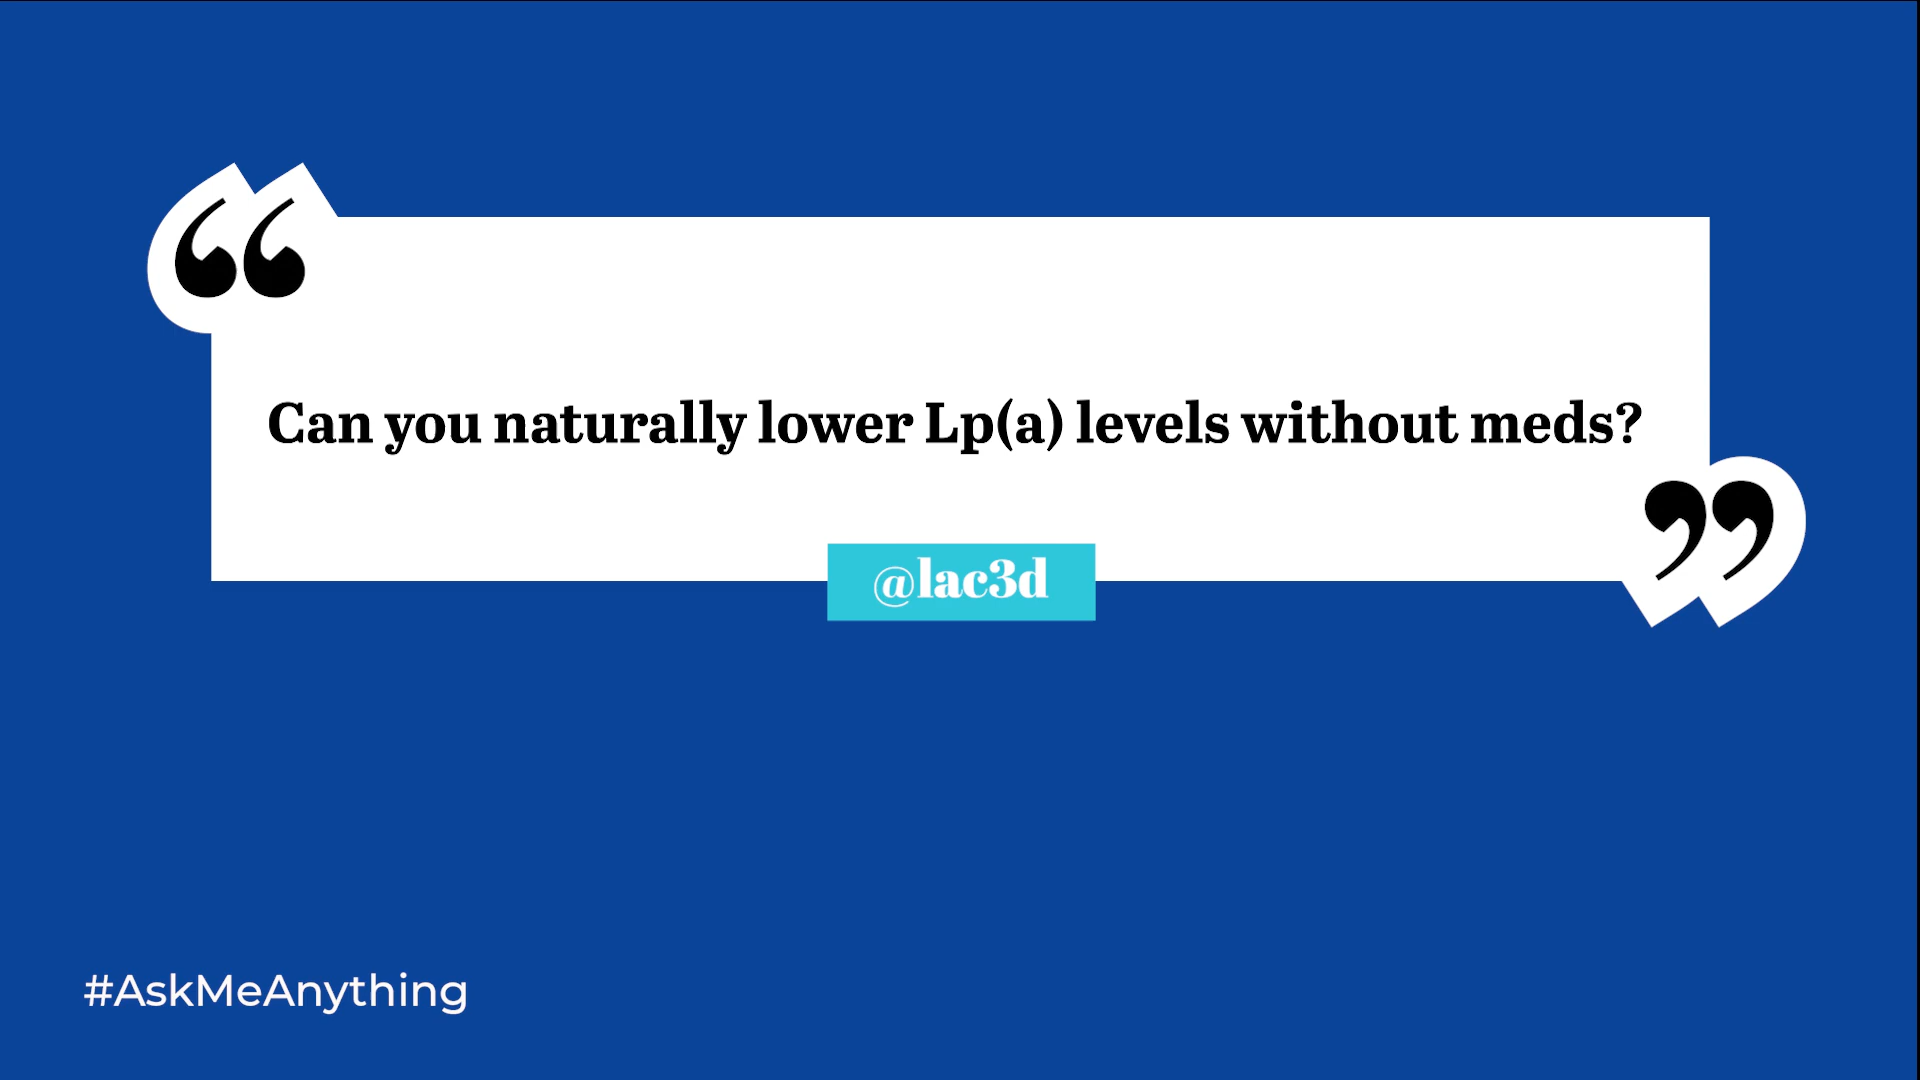 “
Can you naturally lower Lp(a) levels without meds?
”
@lac3d
#AskMeAnything